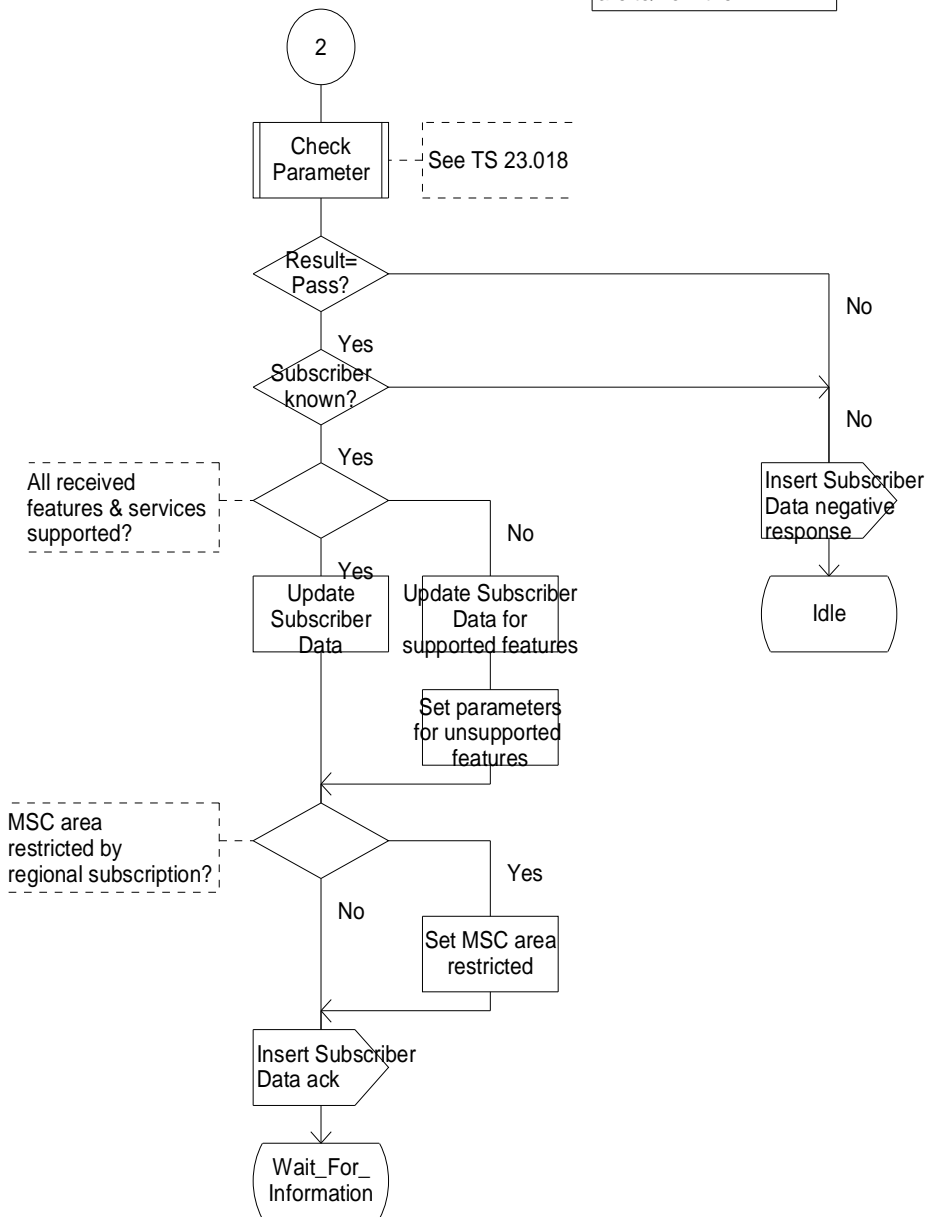 2
Check
Parameter
See TS 23.018
Result=
Pass?
No
Yes
Subscriber
known?
No
Yes
All received
features & services
supported?
No
Yes
Insert Subscriber
Data negative
response
Update
Subscriber
Data
Update Subscriber
Data for
supported features
Idle
Set parameters
for unsupported
features
MSC area
restricted by
regional subscription?
Yes
No
Set MSC area
restricted
Insert Subscriber
Data ack
Wait_For_
Information